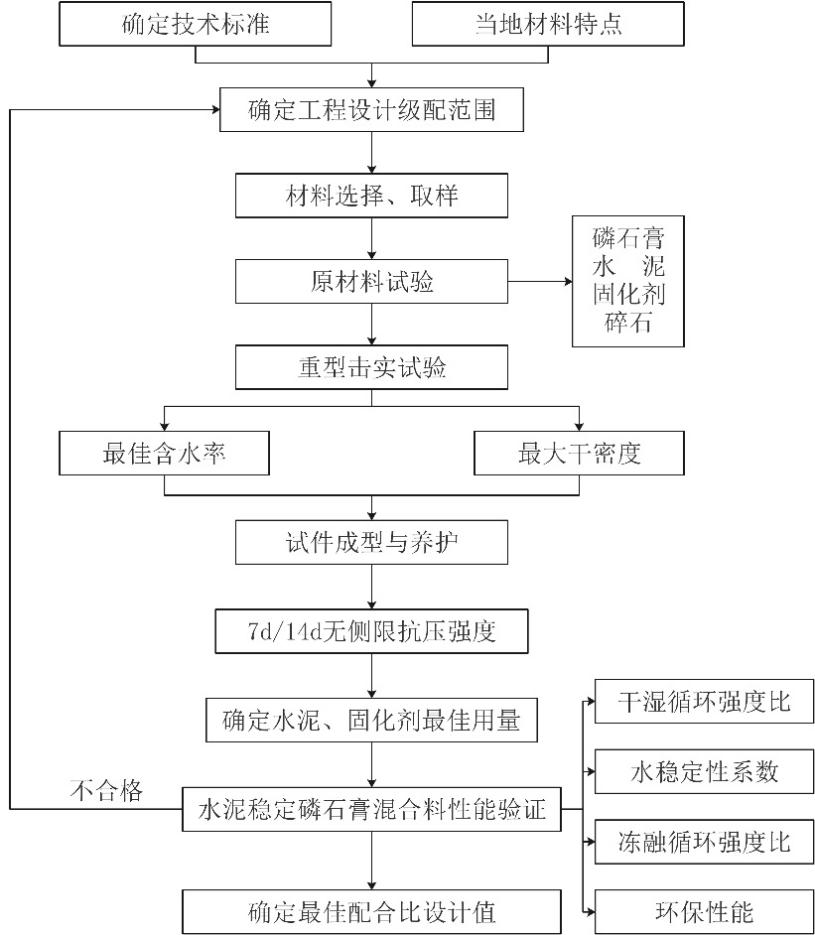 确定技术标准
当地材料特点
确定工程设计级配范围
材料选择、取样
原材料试验
磷石膏
水 泥
固化剂
碎石
重型击实试验
最佳含水率
最大干密度
试件成型与养护
7d/14d无侧限抗压强度
确定水泥、固化剂最佳用量
干湿循环强度比
水稳定性系数
不合格
水泥稳定磷石膏混合料性能验证
冻融循环强度比
确定最佳配合比设计值
环保性能